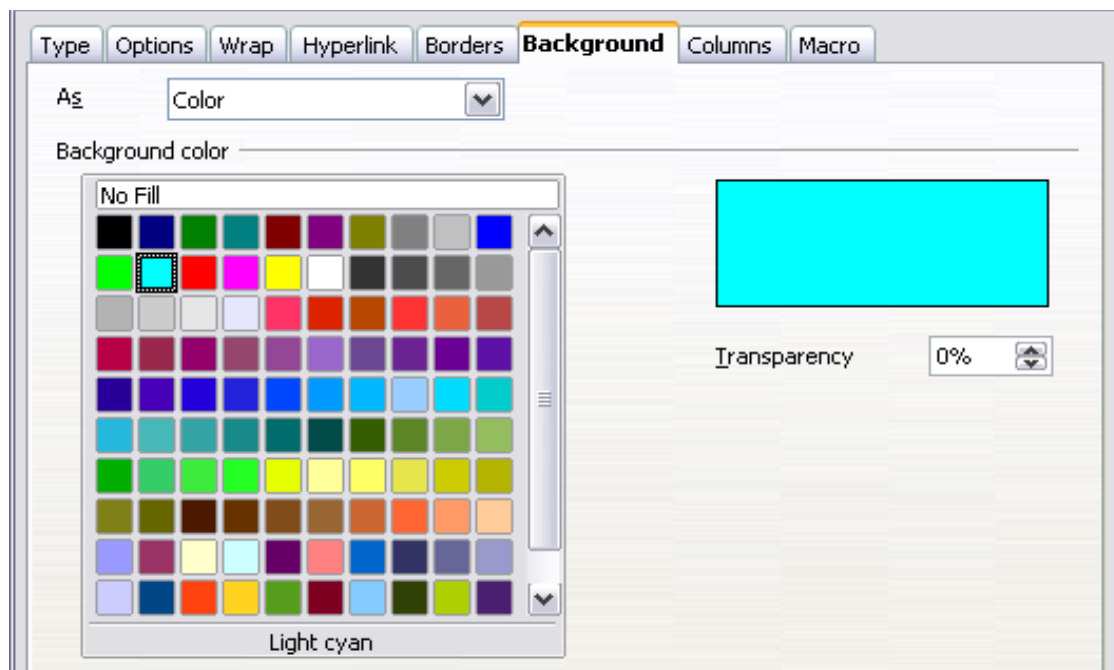 Type Options Wrap Hyperlink Borders Background Columns Macro
As Color
Background color
No Fill
Transparency 0%
Light cyan